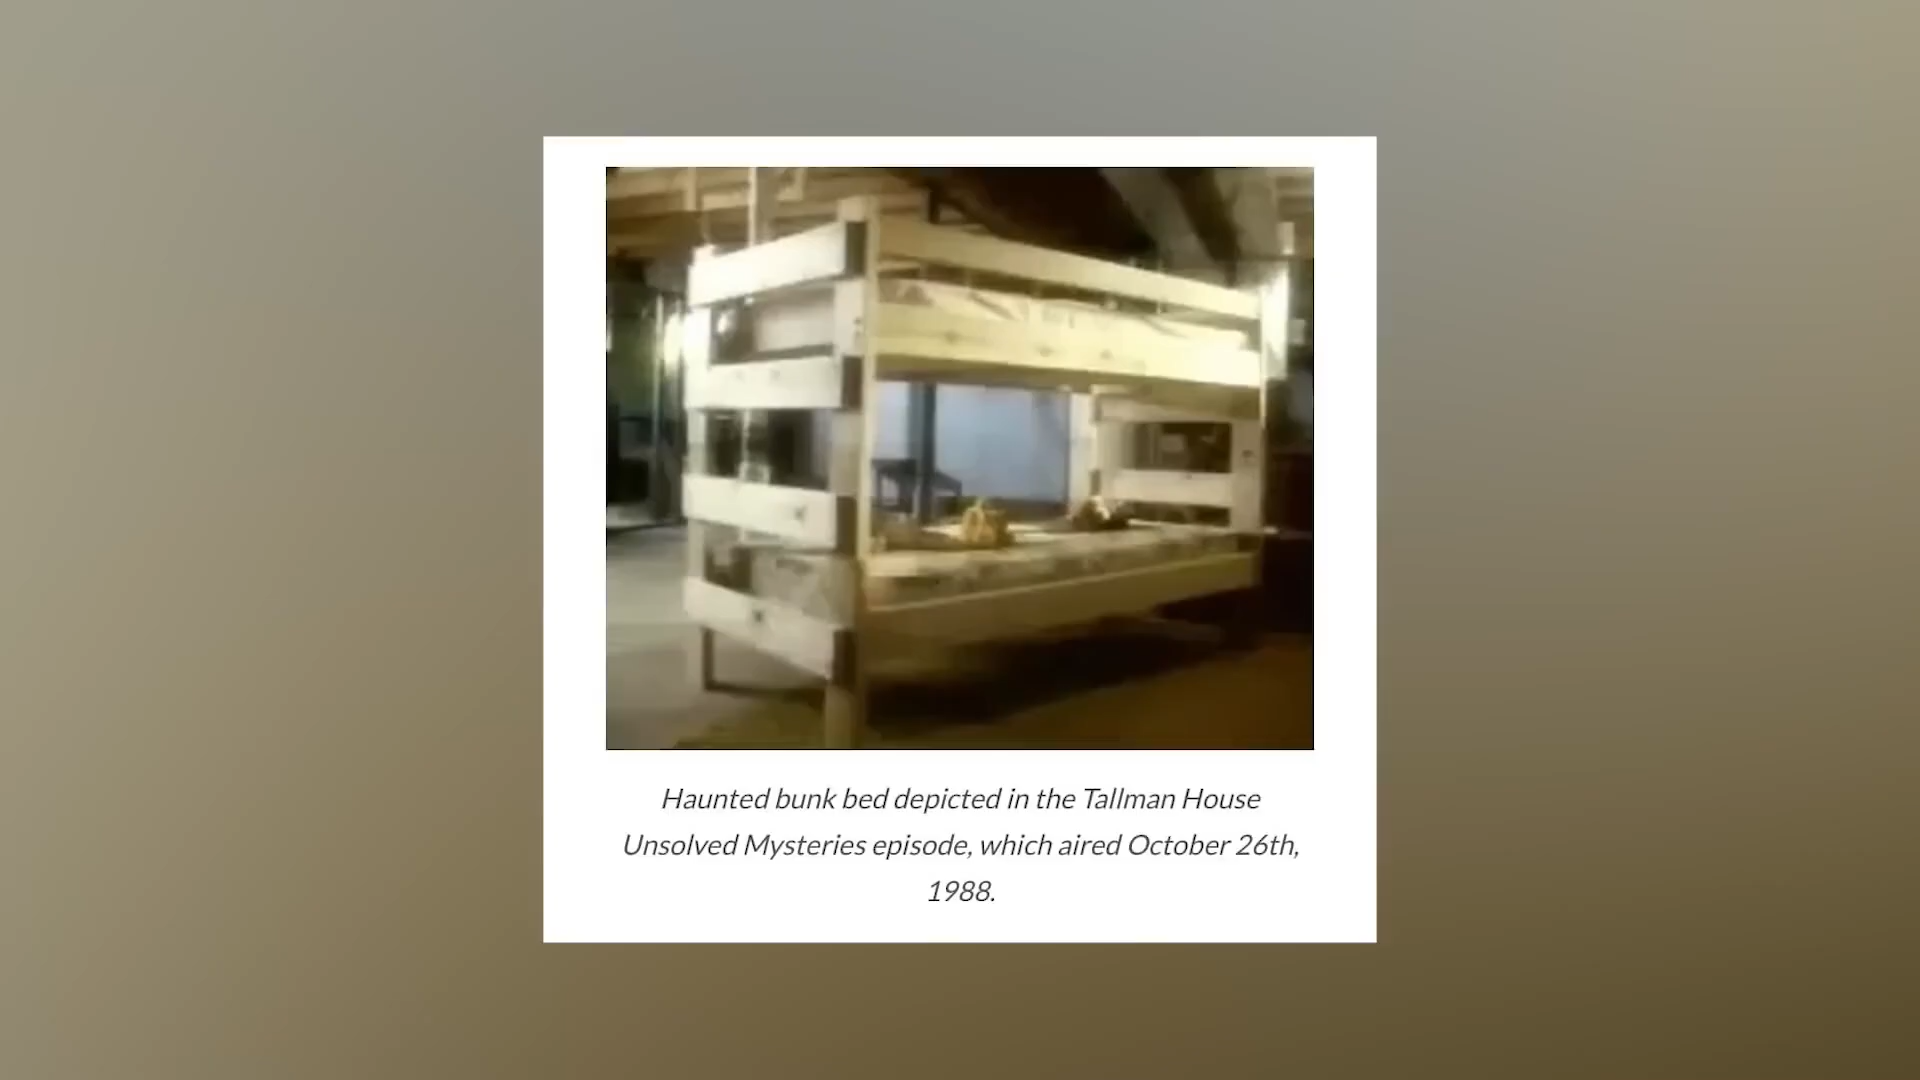 Haunted bunk bed depicted in the Tallman House
Unsolved Mysteries episode, which aired October 26th,
1988.